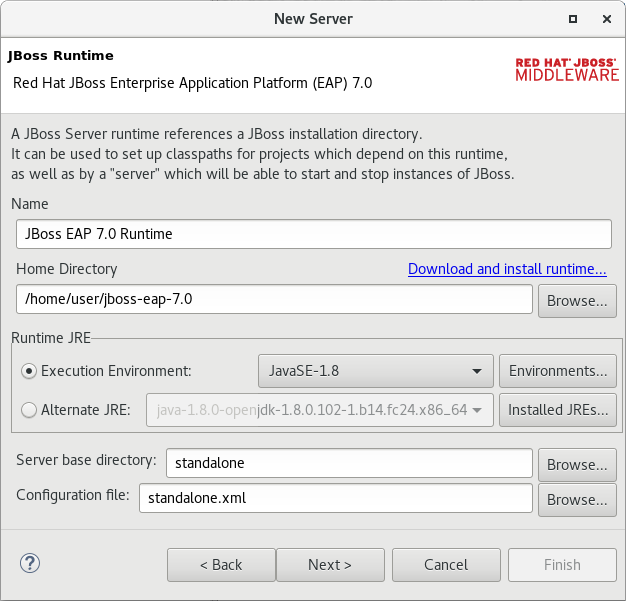 New Server
JBoss Runtime
Red Hat JBoss Enterprise Application Platform (EAP) 7.0
RED HAT® JBOSS®
MIDDLEWARE
A JBoss Server runtime references a JBoss installation directory.
It can be used to set up classpaths for projects which depend on this runtime,
as well as by a "server" which will be able to start and stop instances of JBoss.
Name
JBoss EAP 7.0 Runtime
Home Directory Download and install runtime...
/home/user/jboss-eap-7.0 Browse...
Runtime JRE
Execution Environment: JavaSE-1.8 Environments...
Alternate JRE: java-1.8.0-openjdk-1.8.0.102-1.b14.fc24.x86_64 Installed JREs...
Server base directory: standalone Browse...
Configuration file: standalone.xml Browse...
? < Back Next > Cancel Finish